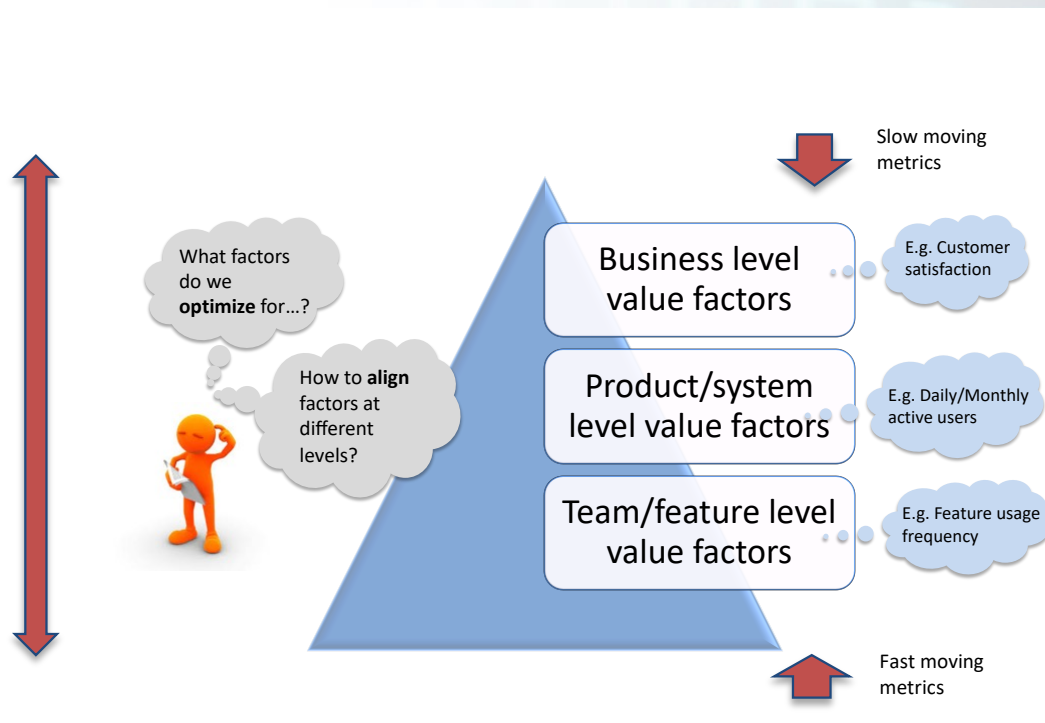 Slow moving
metrics
What factors
do we
optimize for...?
Business level
value factors
E.g. Customer
satisfaction
How to align
factors at
different
levels?
Product/system
level value factors
E.g. Daily/Monthly
active users
Team/feature level
value factors
E.g. Feature usage
frequency
Fast moving
metrics